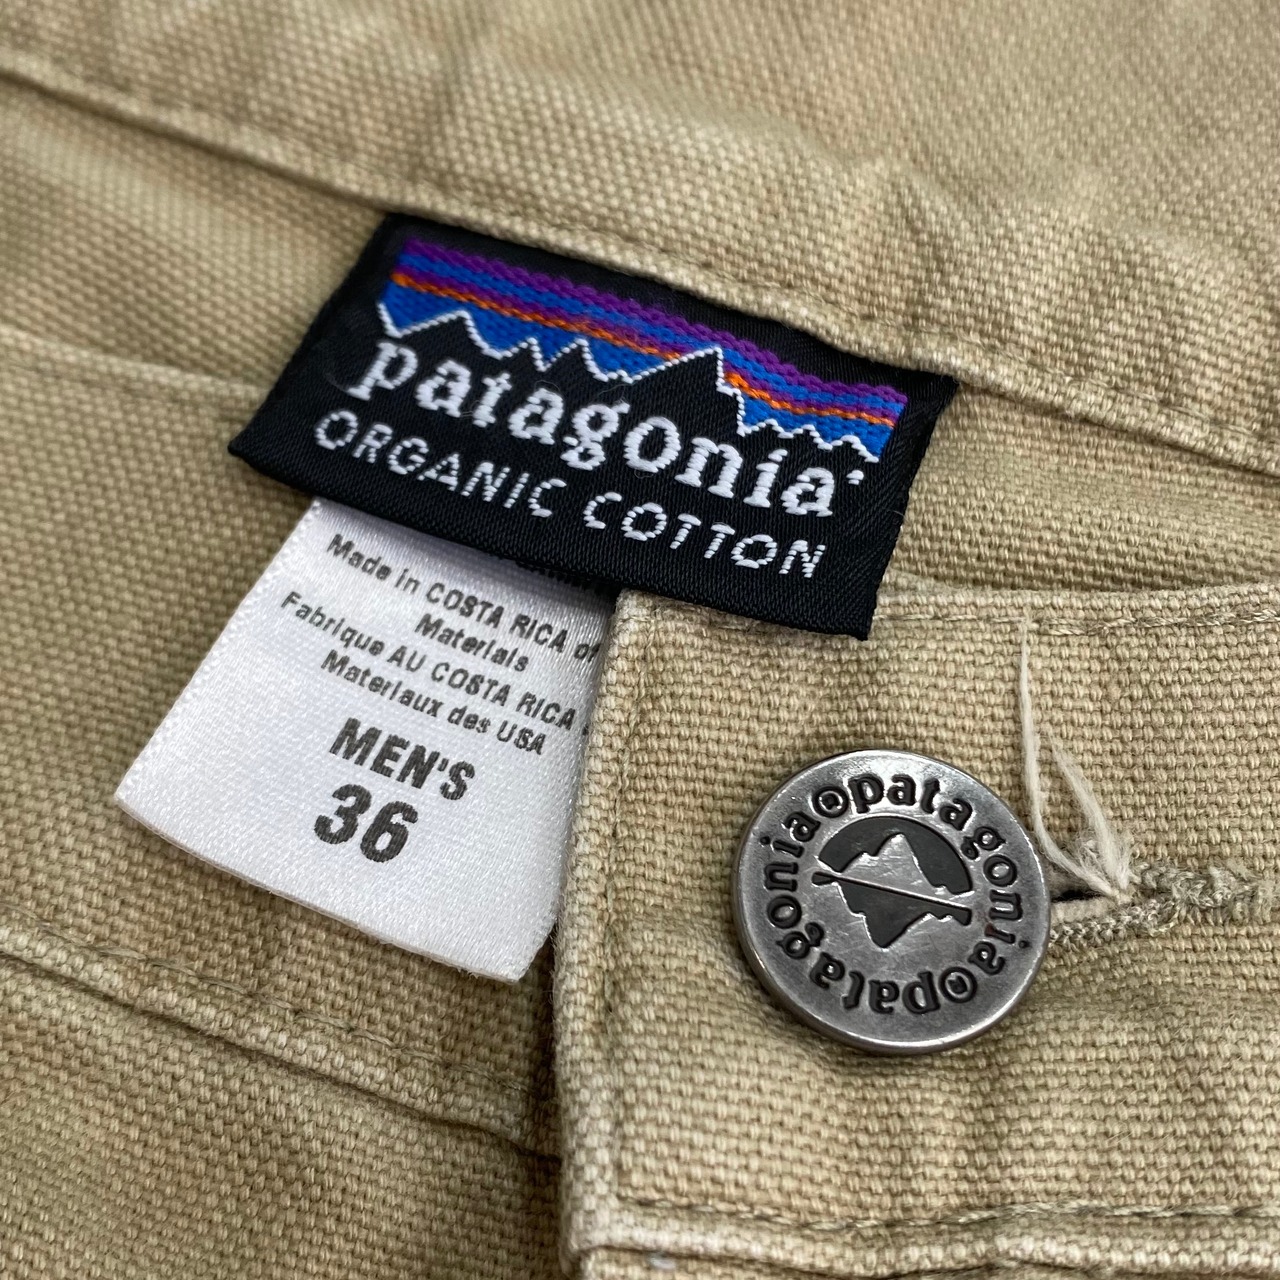 patagonia®
ORGANIC COTTON
Made in COSTA RICA of
Materials
Fabrique AU COSTA RICA
Materiaux des USA
MEN'S
36
patagonia®patagonia®